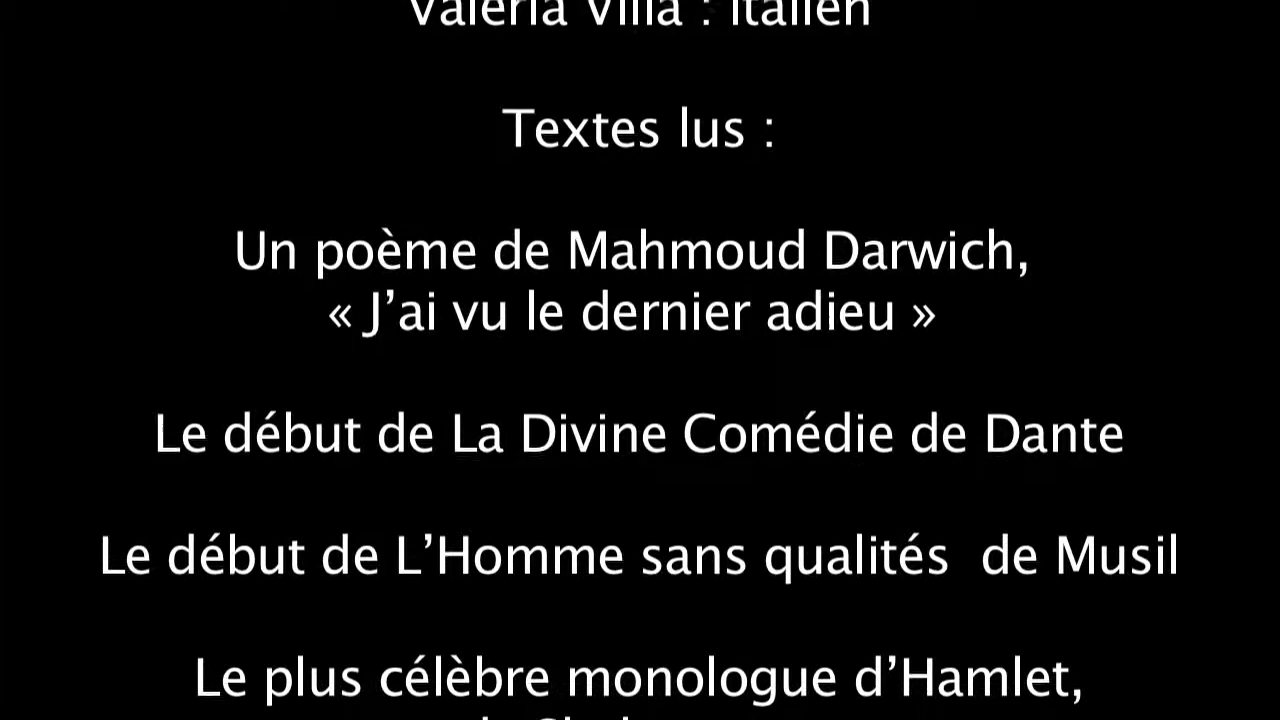 Valeria Villa : Italien
Textes lus :
Un poème de Mahmoud Darwich,
« J’ai vu le dernier adieu »
Le début de La Divine Comédie de Dante
Le début de L’Homme sans qualités  de Musil
Le plus célèbre monologue d’Hamlet,